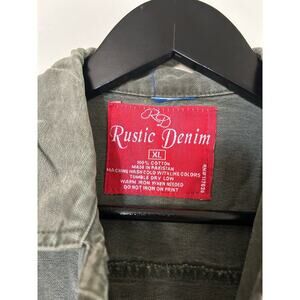 RD
Rustic Denim
XL
100% COTTON
MADE IN PAKISTAN
MACHINE WASH COLD WITH LIKE COLORS
TUMBLE DRY LOW
WARM IRON WHEN NEEDED
DO NOT IRON ON PRINT